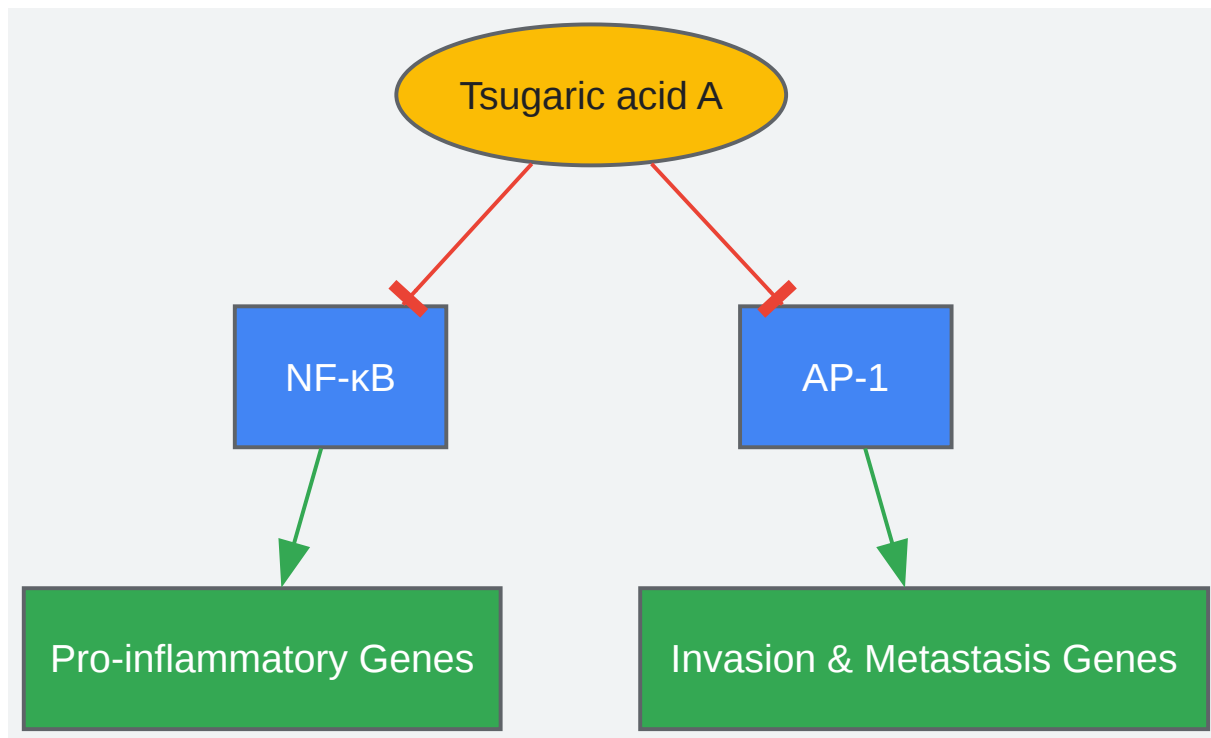 Tsugaric acid A
NF-κB
AP-1
Pro-inflammatory Genes
Invasion & Metastasis Genes